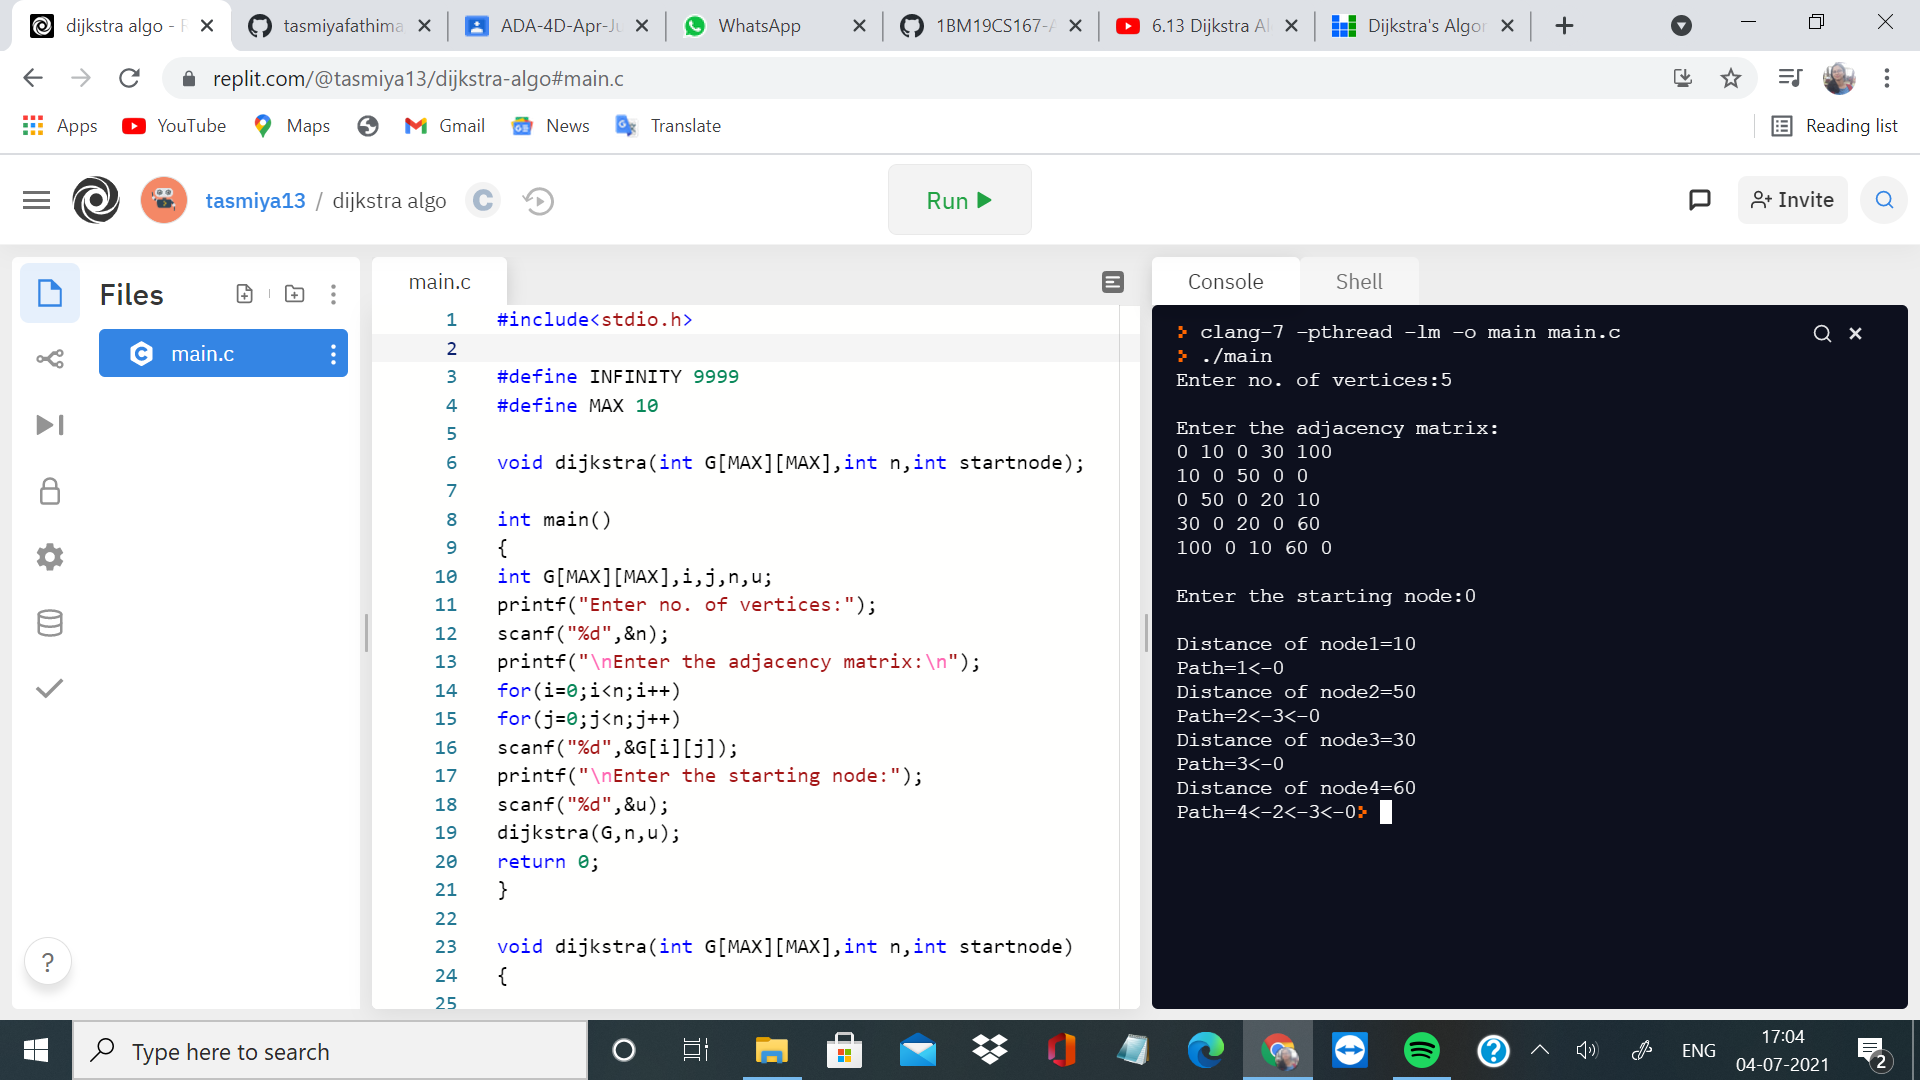 dijkstra algo - R
tasmiyafathima
ADA-4D-Apr-Ju
WhatsApp
1BM19CS167-A
6.13 Dijkstra Al
Dijkstra's Algor
replit.com/@tasmiya13/dijkstra-algo#main.c
Apps
YouTube
Maps
Gmail
News
Translate
Reading list
tasmiya13 / dijkstra algo
C
Run
Invite
Files
main.c
main.c
1 #include<stdio.h>
2
3 #define INFINITY 9999
4 #define MAX 10
5
6 void dijkstra(int G[MAX][MAX],int n,int startnode);
7
8 int main()
9 {
10 int G[MAX][MAX],i,j,n,u;
11 printf("Enter no. of vertices:");
12 scanf("%d",&n);
13 printf("\nEnter the adjacency matrix:\n");
14 for(i=0;i<n;i++)
15 for(j=0;j<n;j++)
16 scanf("%d",&G[i][j]);
17 printf("\nEnter the starting node:");
18 scanf("%d",&u);
19 dijkstra(G,n,u);
20 return 0;
21 }
22
23 void dijkstra(int G[MAX][MAX],int n,int startnode)
24 {
25
Console
Shell
> clang-7 -pthread -lm -o main main.c
> ./main
Enter no. of vertices:5
Enter the adjacency matrix:
0 10 0 30 100
10 0 50 0 0
0 50 0 20 10
30 0 20 0 60
100 0 10 60 0
Enter the starting node:0
Distance of node1=10
Path=1<-0
Distance of node2=50
Path=2<-3<-0
Distance of node3=30
Path=3<-0
Distance of node4=60
Path=4<-2<-3<-0>
?
Type here to search
ENG
17:04
04-07-2021
2